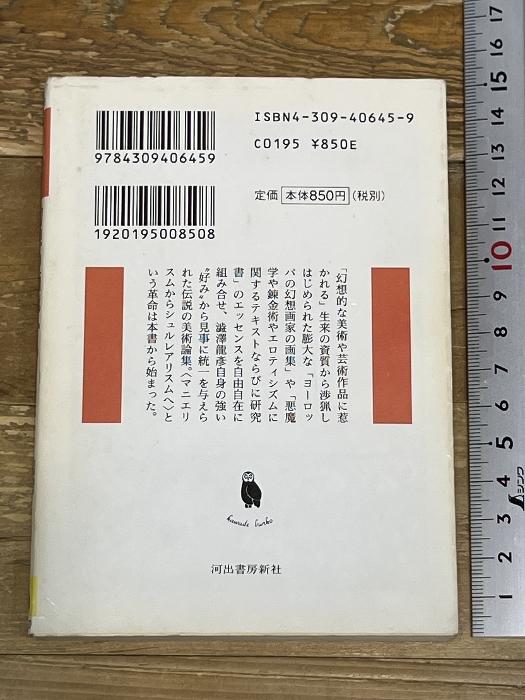 ISBN4-309-40645-9
9784309406459
C0195 ¥850E
定価 本体850円 (税別)
1920195008508
「幻想的な美術や芸術作品に惹
かれる」生来の資質から渉猟し
はじめられた膨大な「ヨーロッ
パの幻想画家の画集」や「悪魔
学や錬金術やエロティシズムに
関するテキストならびに研究
書」のエッセンスを自由自在に
組み合せ、澁澤龍彥自身の強い
〝好み〟から見事に統一を与えら
れた伝説の美術論集。〈マニエリ
スムからシュルレアリスムへ〉と
いう革命は本書から始まった。
kawade bunko
河出書房新社
17
16
15
14
13
12
11
10
9
8
7
6
5
4
3
2
1
シンワ